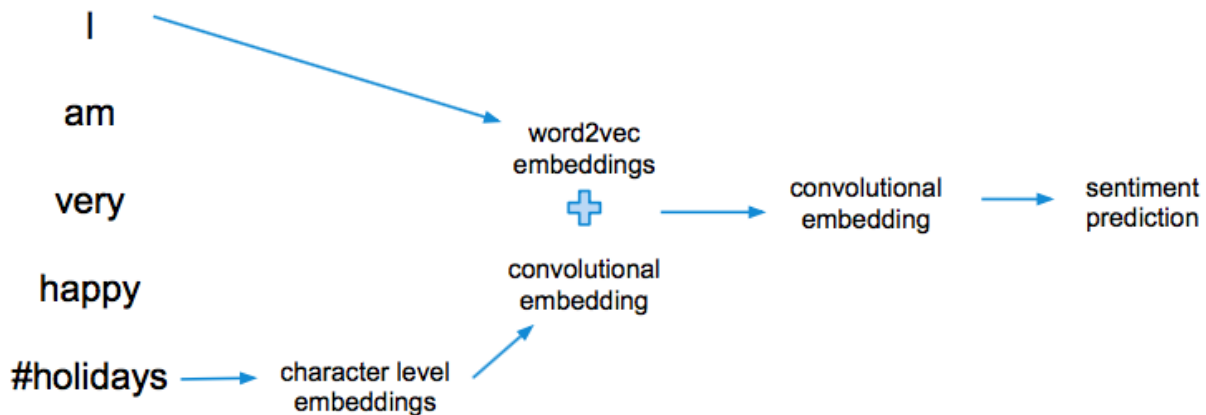 I
am
very
happy
#holidays
character level
embeddings
word2vec
embeddings
convolutional
embedding
convolutional
embedding
sentiment
prediction